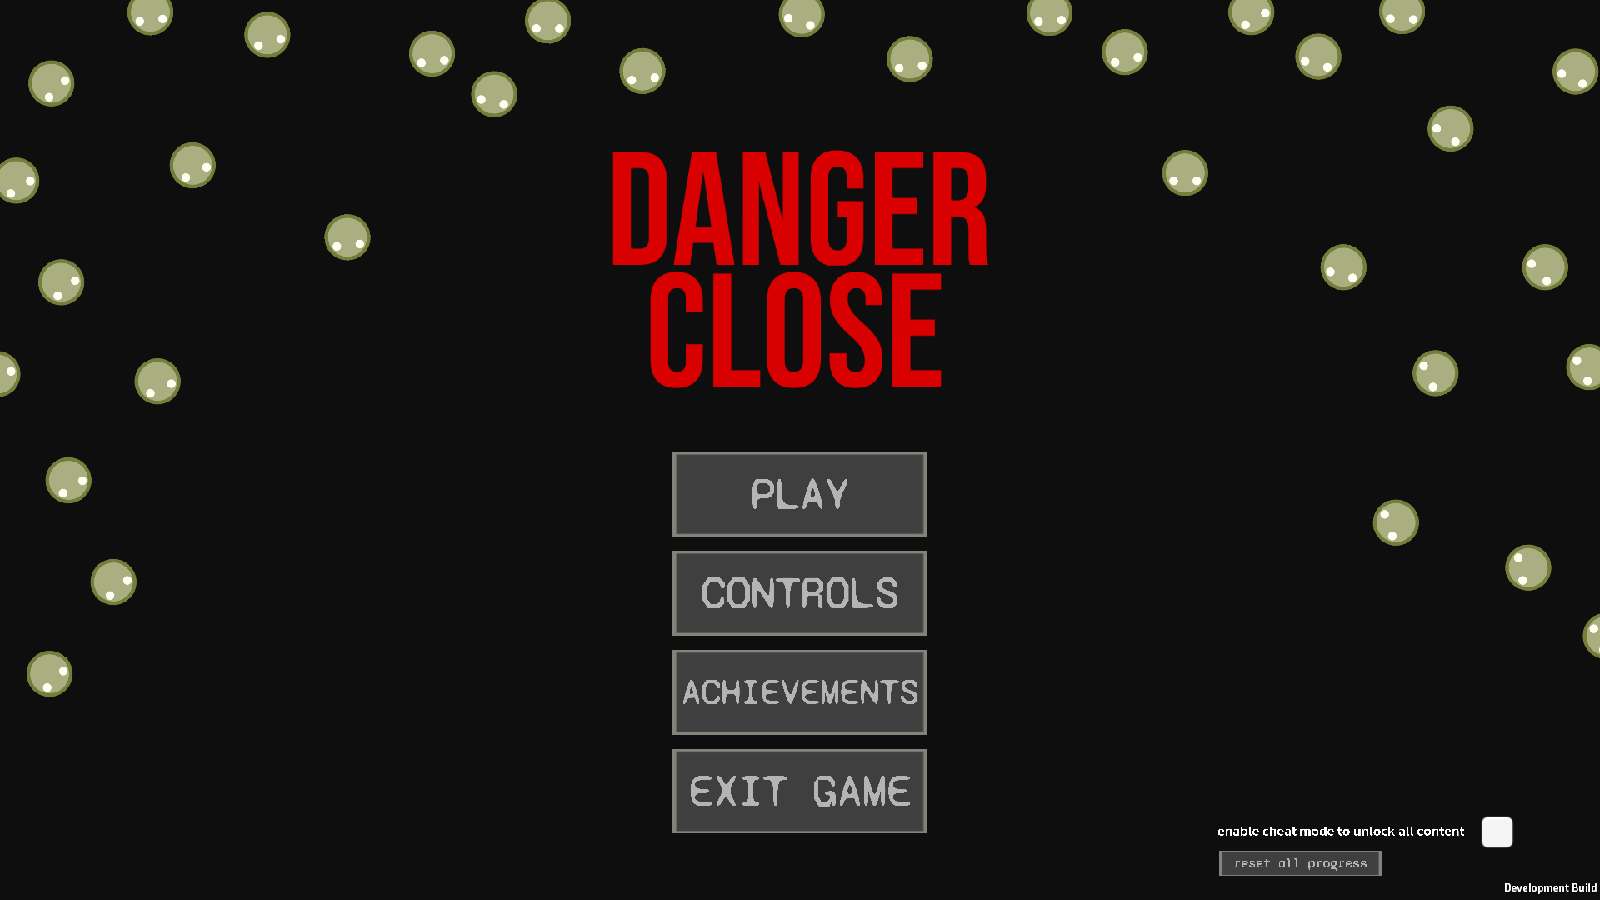 DANGER
CLOSE
PLAY
CONTROLS
ACHIEVEMENTS
EXIT GAME
enable cheat mode to unlock all content
reset all progress
Development Build